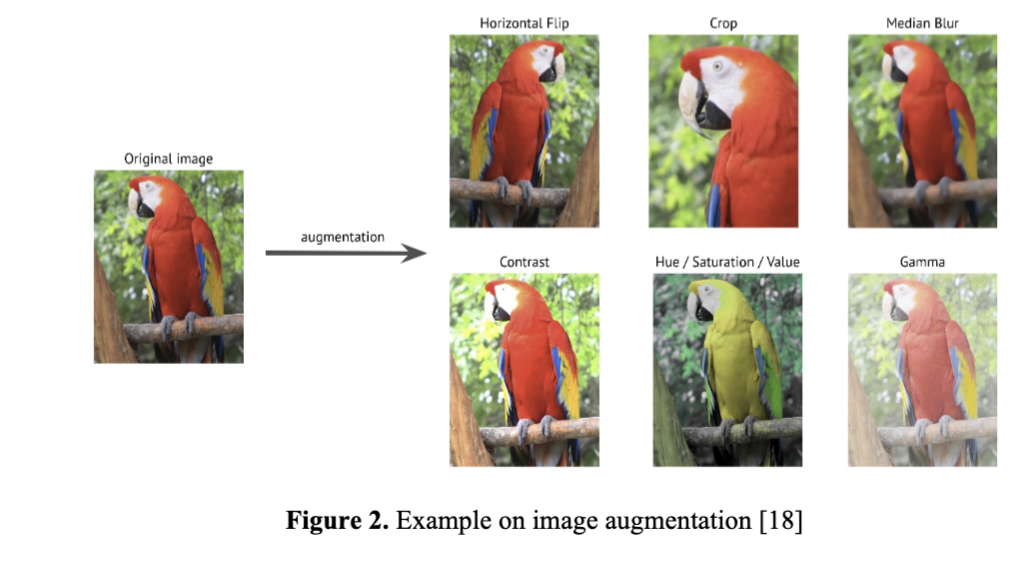 Horizontal Flip
Crop
Median Blur
Original image
augmentation
Contrast
Hue / Saturation / Value
Gamma
Figure 2. Example on image augmentation [18]